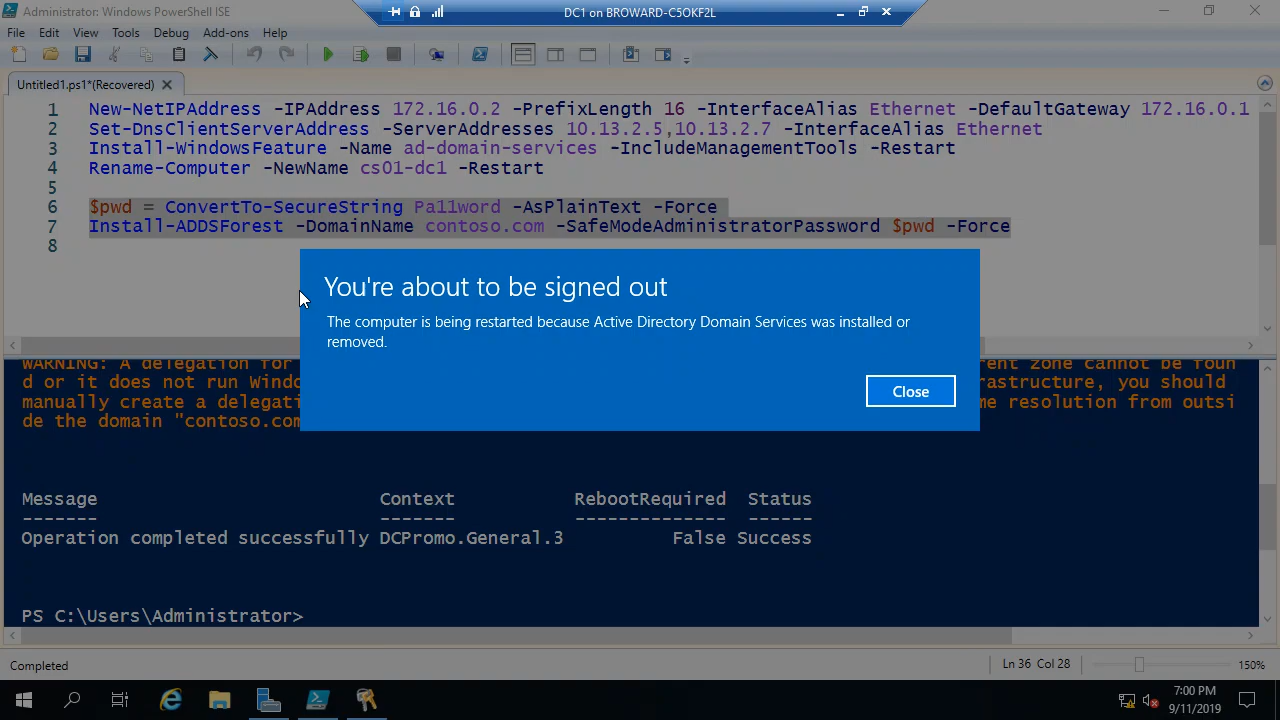 Administrator: Windows PowerShell ISE
DC1 on BROWARD-C5OKF2L
File Edit View Tools Debug Add-ons Help
Untitled1.ps1*(Recovered)
1 New-NetIPAddress -IPAddress 172.16.0.2 -PrefixLength 16 -InterfaceAlias Ethernet -DefaultGateway 172.16.0.1
2 Set-DnsClientServerAddress -ServerAddresses 10.13.2.5,10.13.2.7 -InterfaceAlias Ethernet
3 Install-WindowsFeature -Name ad-domain-services -IncludeManagementTools -Restart
4 Rename-Computer -NewName cs01-dc1 -Restart
5
6 $pwd = ConvertTo-SecureString Pa11word -AsPlainText -Force
7 Install-ADDSForest -DomainName contoso.com -SafeModeAdministratorPassword $pwd -Force
8
You're about to be signed out
The computer is being restarted because Active Directory Domain Services was installed or
removed.
Close
WARNING: A delegation for rent zone cannot be foun
d or it does not run Windo rastructure, you should
manually create a delegati me resolution from outsi
de the domain "contoso.com
Message Context RebootRequired Status
------- ------- -------------- ------
Operation completed successfully DCPromo.General.3 False Success
PS C:\Users\Administrator>
Completed
Ln 36 Col 28
150%
7:00 PM
9/11/2019